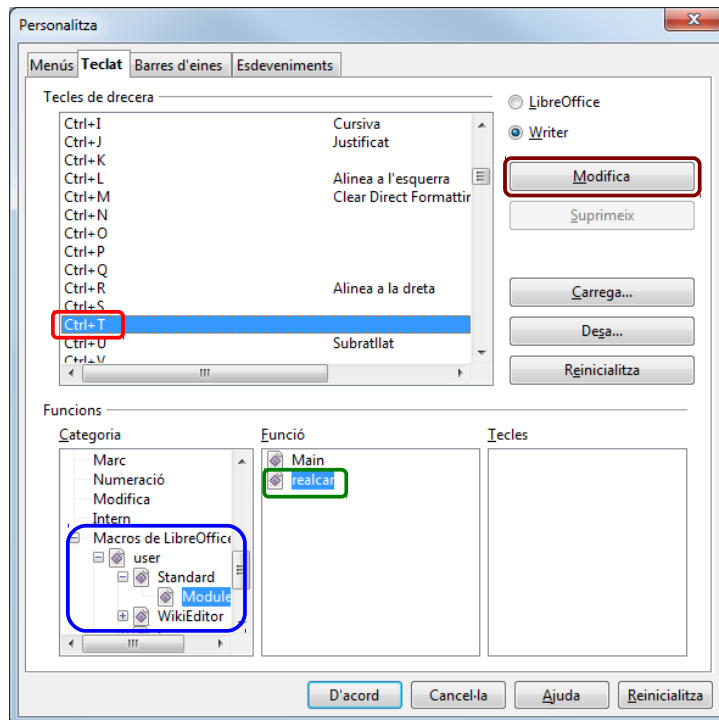 Personalitza
Menús Teclat Barres d'eines Esdeveniments
Tecles de drecera
Ctrl+I Cursiva
Ctrl+J Justificat
Ctrl+K
Ctrl+L Alinea a l'esquerra
Ctrl+M Clear Direct Formattin
Ctrl+N
Ctrl+O
Ctrl+P
Ctrl+Q
Ctrl+R Alinea a la dreta
Ctrl+S
Ctrl+T
Ctrl+U Subratllat
Ctrl+V
LibreOffice
Writer
Modifica
Suprimeix
Carrega...
Desa...
Reinicialitza
Funcions
Categoria
Marc
Numeració
Modifica
Intern
Macros de LibreOffice
user
Standard
Module
WikiEditor
Funció
Main
realcar
Tecles
D'acord Cancel·la Ajuda Reinicialitza